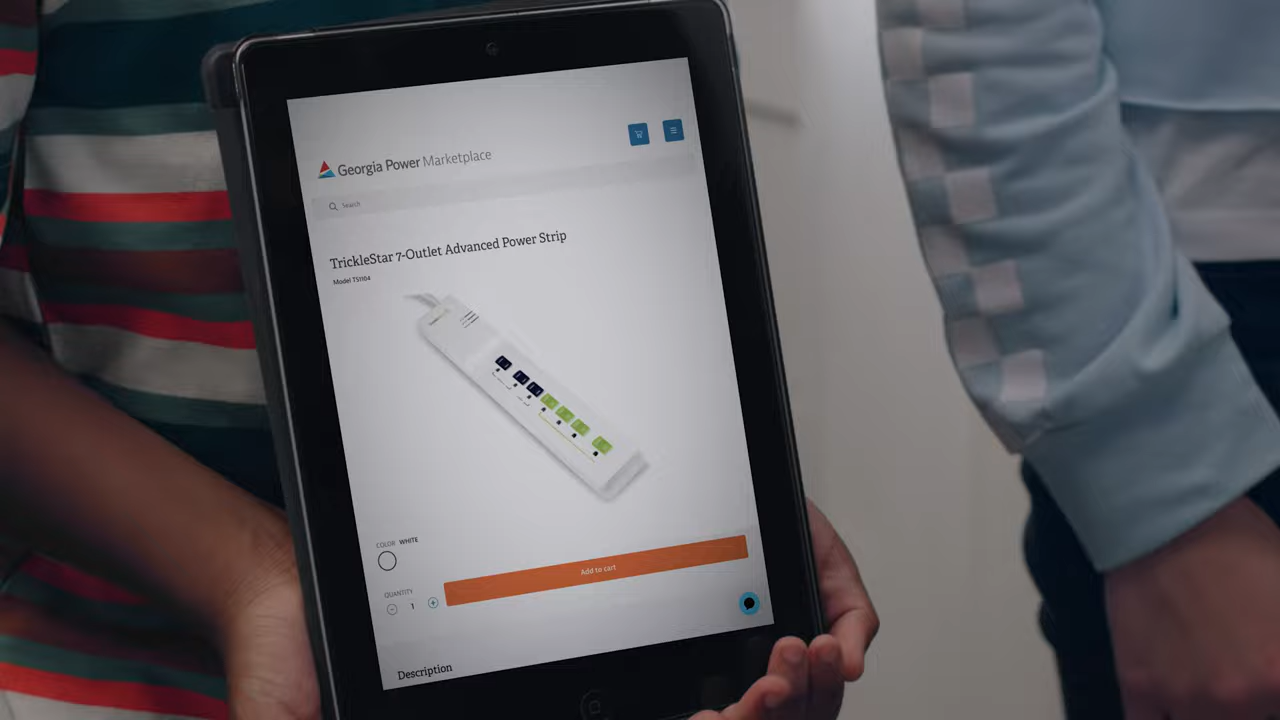 Georgia Power Marketplace
Search
TrickleStar 7-Outlet Advanced Power Strip
Model TS1104
COLOR WHITE
QUANTITY
1
Add to cart
Description